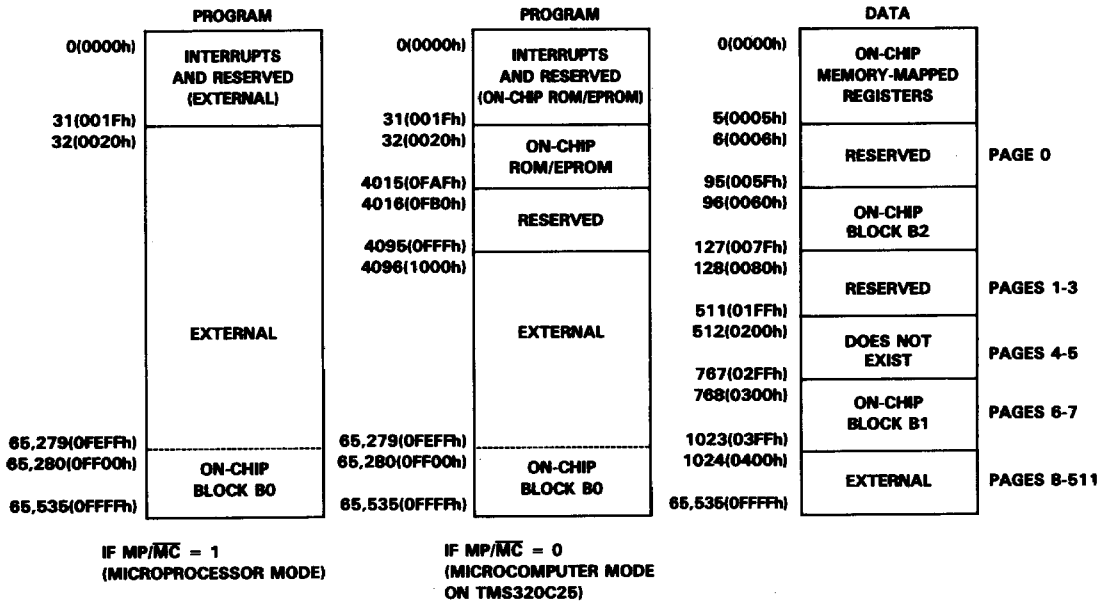 PROGRAM
0(0000h)
INTERRUPTS
AND RESERVED
(EXTERNAL)
31(001Fh)
32(0020h)
EXTERNAL
65,279(0FEFFh)
65,280(0FF00h)
ON-CHIP
BLOCK B0
65,535(0FFFFh)
IF MP/M̅C̅ = 1
(MICROPROCESSOR MODE)
PROGRAM
0(0000h)
INTERRUPTS
AND RESERVED
(ON-CHIP ROM/EPROM)
31(001Fh)
32(0020h)
ON-CHIP
ROM/EPROM
4015(0FAFh)
4016(0FB0h)
RESERVED
4095(0FFFh)
4096(1000h)
EXTERNAL
65,279(0FEFFh)
65,280(0FF00h)
ON-CHIP
BLOCK B0
65,535(0FFFFh)
IF MP/M̅C̅ = 0
(MICROCOMPUTER MODE
ON TMS320C25)
DATA
0(0000h)
ON-CHIP
MEMORY-MAPPED
REGISTERS
5(0005h)
6(0006h)
RESERVED
PAGE 0
95(005Fh)
96(0060h)
ON-CHIP
BLOCK B2
127(007Fh)
128(0080h)
RESERVED
PAGES 1-3
511(01FFh)
512(0200h)
DOES NOT
EXIST
PAGES 4-5
767(02FFh)
768(0300h)
ON-CHIP
BLOCK B1
PAGES 6-7
1023(03FFh)
1024(0400h)
EXTERNAL
PAGES 8-511
65,535(0FFFFh)